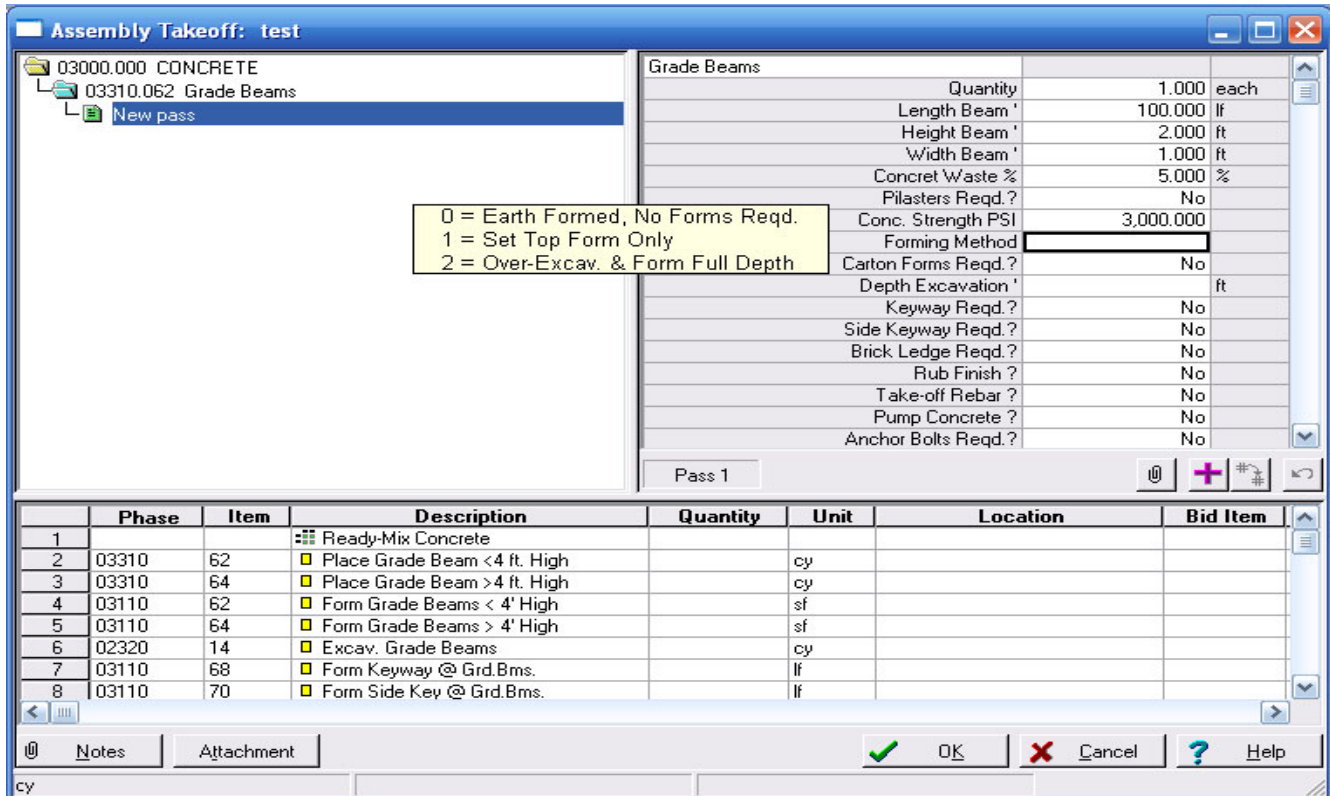 Assembly Takeoff: test
03000.000 CONCRETE
03310.062 Grade Beams
New pass
0 = Earth Formed, No Forms Reqd.
1 = Set Top Form Only
2 = Over-Excav. & Form Full Depth
Grade Beams
Quantity 1.000 each
Length Beam ' 100.000 lf
Height Beam ' 2.000 ft
Width Beam ' 1.000 ft
Concret Waste % 5.000 %
Pilasters Reqd.? No
Conc. Strength PSI 3,000.000
Forming Method
Carton Forms Reqd.? No
Depth Excavation ' ft
Keyway Reqd.? No
Side Keyway Reqd.? No
Brick Ledge Reqd.? No
Rub Finish ? No
Take-off Rebar ? No
Pump Concrete ? No
Anchor Bolts Reqd.? No
Pass 1
Phase Item Description Quantity Unit Location Bid Item
1 Ready-Mix Concrete
2 03310 62 Place Grade Beam <4 ft. High cy
3 03310 64 Place Grade Beam >4 ft. High cy
4 03110 62 Form Grade Beams < 4' High sf
5 03110 64 Form Grade Beams > 4' High sf
6 02320 14 Excav. Grade Beams cy
7 03110 68 Form Keyway @ Grd.Bms. lf
8 03110 70 Form Side Key @ Grd.Bms. lf
Notes Attachment OK Cancel Help
cy